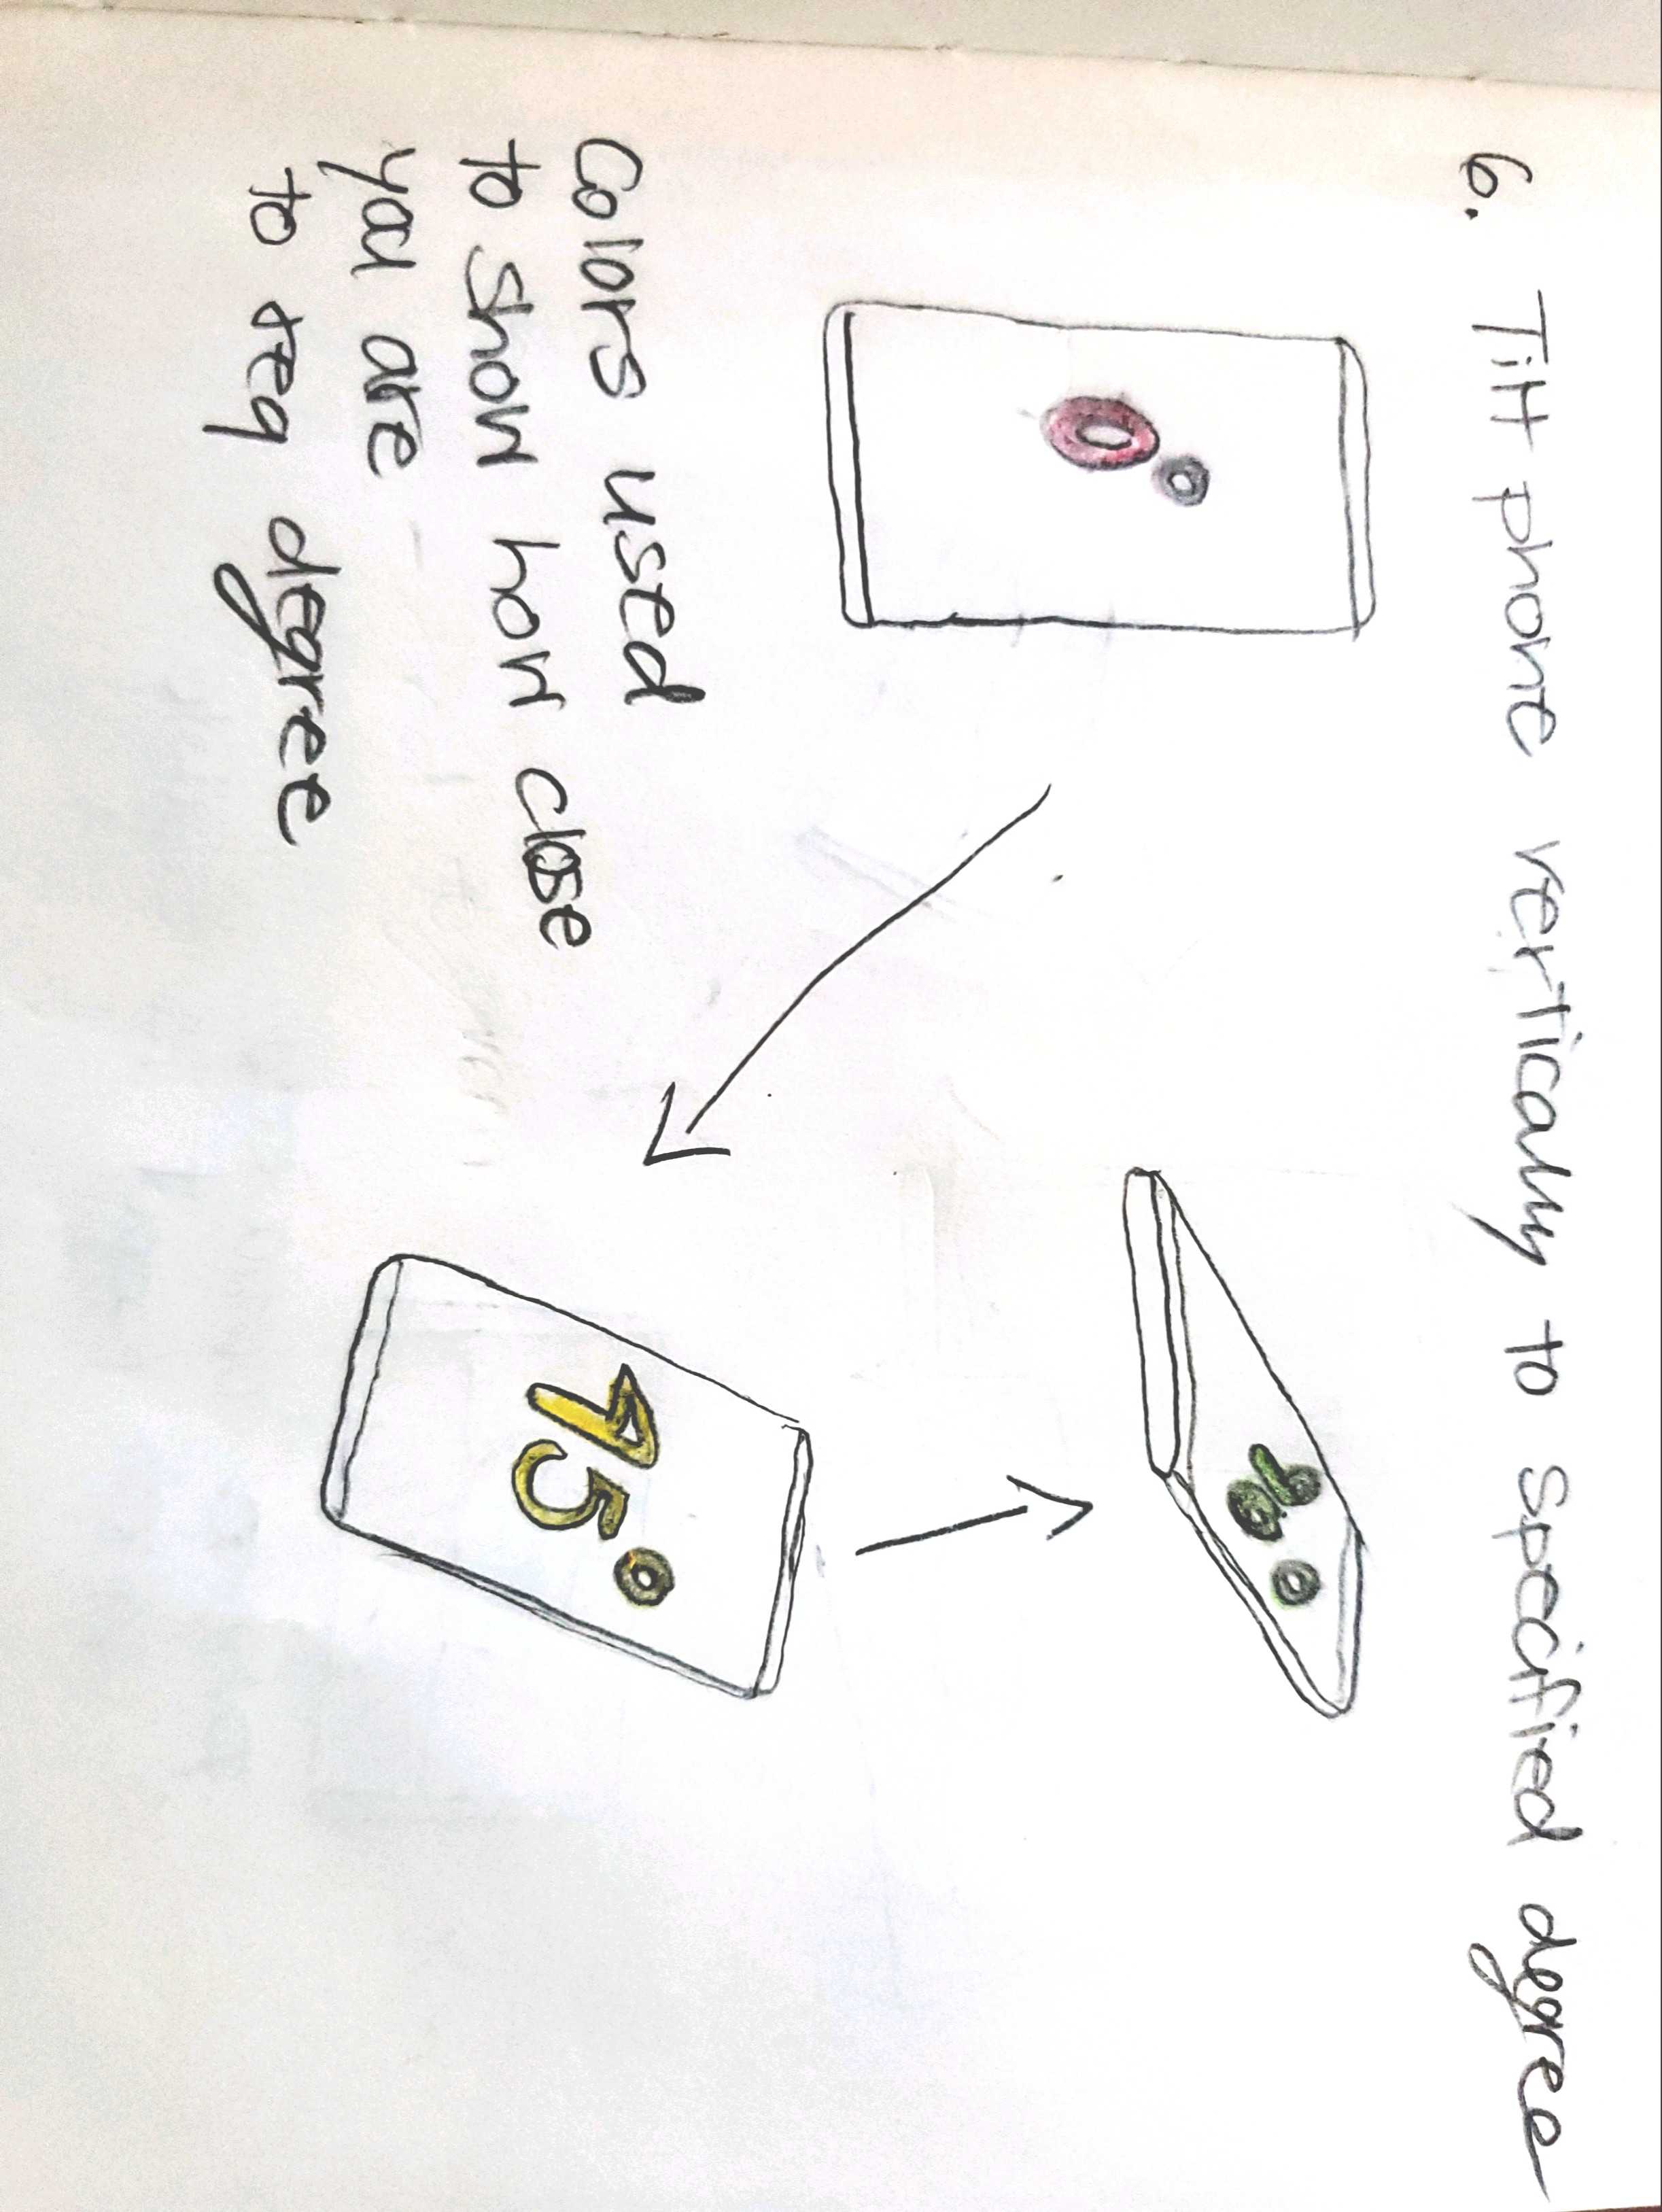 6. Tilt phone vertically to specified degree
0°
90°
45°
Colors used
to show how close
you are
to req degree